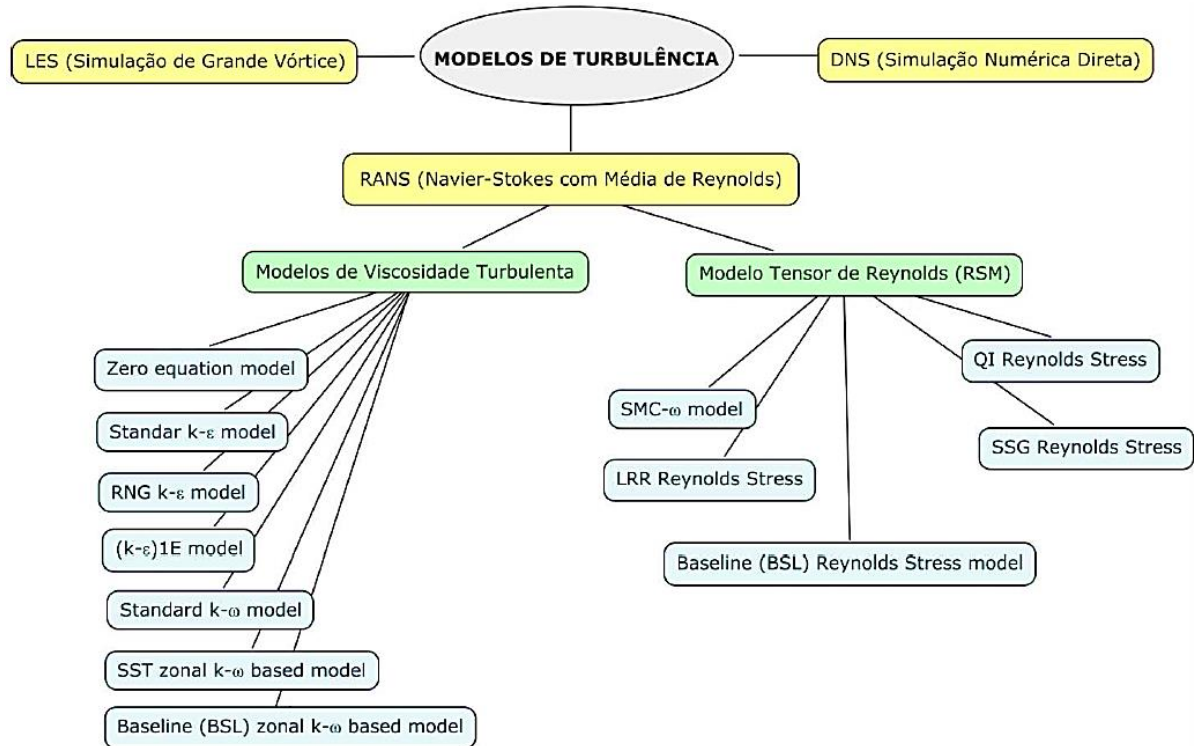 LES (Simulação de Grande Vórtice)
MODELOS DE TURBULÊNCIA
DNS (Simulação Numérica Direta)
RANS (Navier-Stokes com Média de Reynolds)
Modelos de Viscosidade Turbulenta
Modelo Tensor de Reynolds (RSM)
Zero equation model
Standar k-ε model
RNG k-ε model
(k-ε)1E model
Standard k-ω model
SST zonal k-ω based model
Baseline (BSL) zonal k-ω based model
QI Reynolds Stress
SMC-ω model
SSG Reynolds Stress
LRR Reynolds Stress
Baseline (BSL) Reynolds Stress model